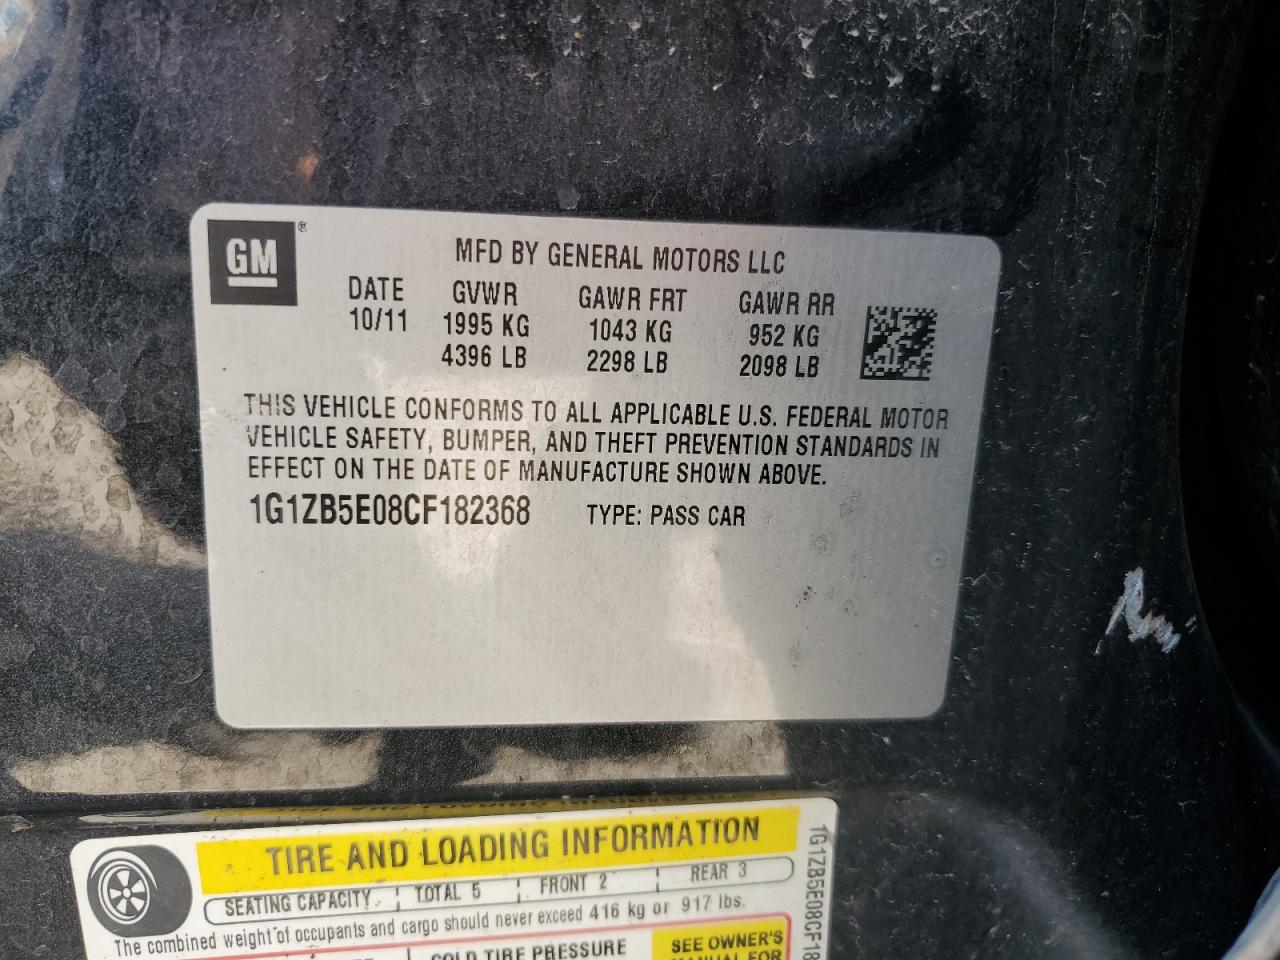 GM ®
MFD BY GENERAL MOTORS LLC
DATE GVWR GAWR FRT GAWR RR
10/11 1995 KG 1043 KG 952 KG
4396 LB 2298 LB 2098 LB
THIS VEHICLE CONFORMS TO ALL APPLICABLE U.S. FEDERAL MOTOR
VEHICLE SAFETY, BUMPER, AND THEFT PREVENTION STANDARDS IN
EFFECT ON THE DATE OF MANUFACTURE SHOWN ABOVE.
1G1ZB5E08CF182368 TYPE: PASS CAR
TIRE AND LOADING INFORMATION
SEATING CAPACITY TOTAL 5 FRONT 2 REAR 3
The combined weight of occupants and cargo should never exceed 416 kg or 917 lbs.
COLD TIRE PRESSURE
SEE OWNER'S
MANUAL FOR
1G1ZB5E08CF18